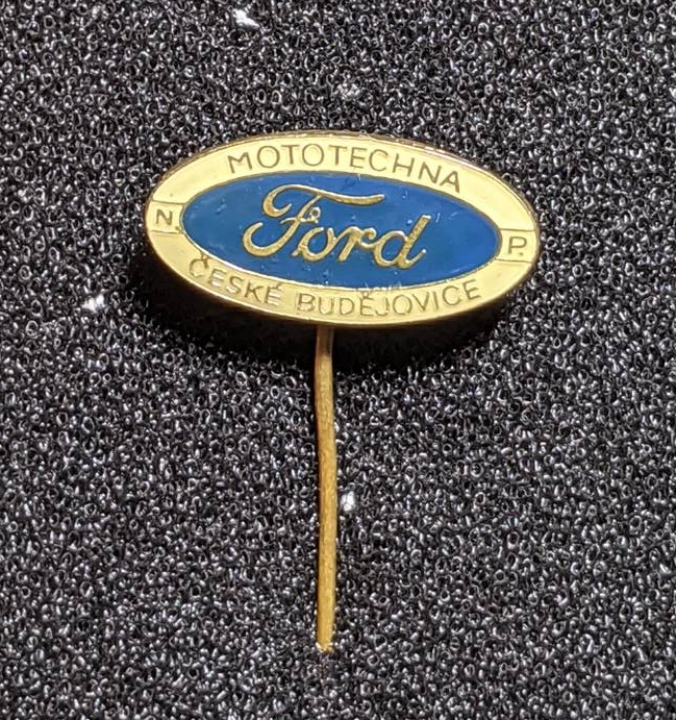 MOTOTECHNA
N Ford P.
ČESKÉ BUDĚJOVICE